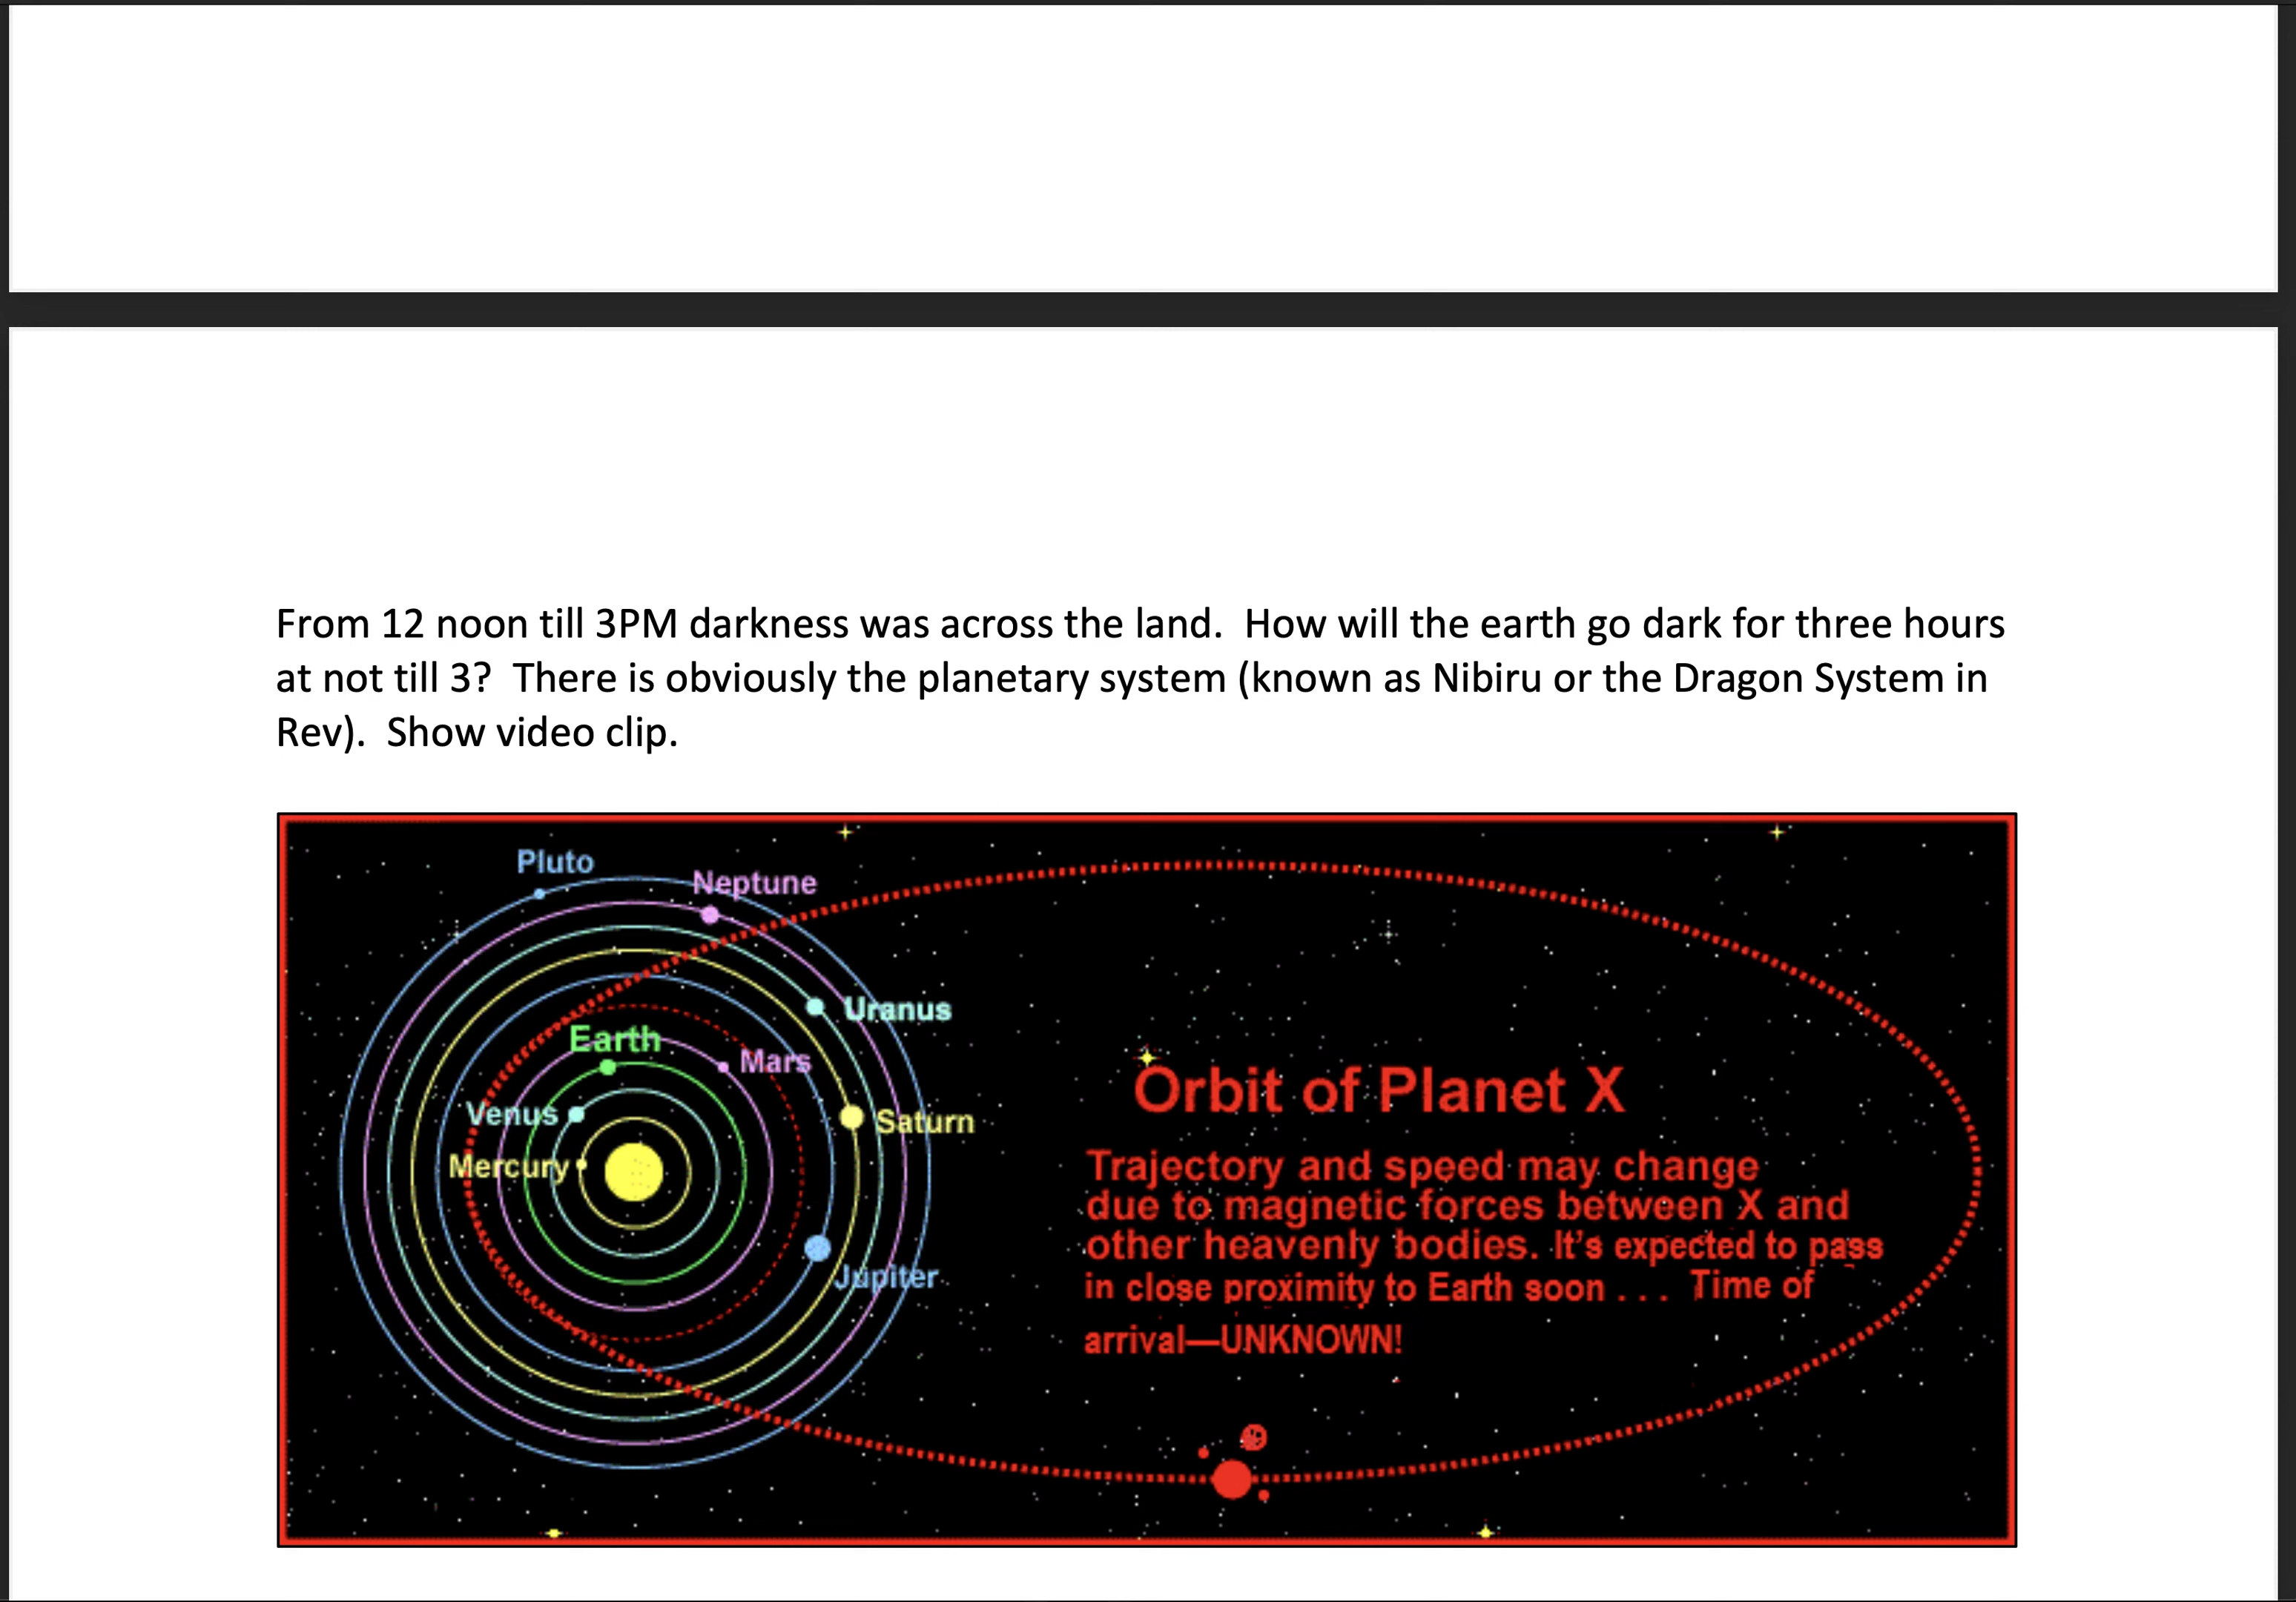 From 12 noon till 3PM darkness was across the land.  How will the earth go dark for three hours
at not till 3?  There is obviously the planetary system (known as Nibiru or the Dragon System in
Rev).  Show video clip.
Pluto
Neptune
Uranus
Earth
Mars
Venus
Saturn
Mercury
Jupiter
Orbit of Planet X
Trajectory and speed may change
due to magnetic forces between X and
other heavenly bodies. It's expected to pass
in close proximity to Earth soon . . .  Time of
arrival—UNKNOWN!